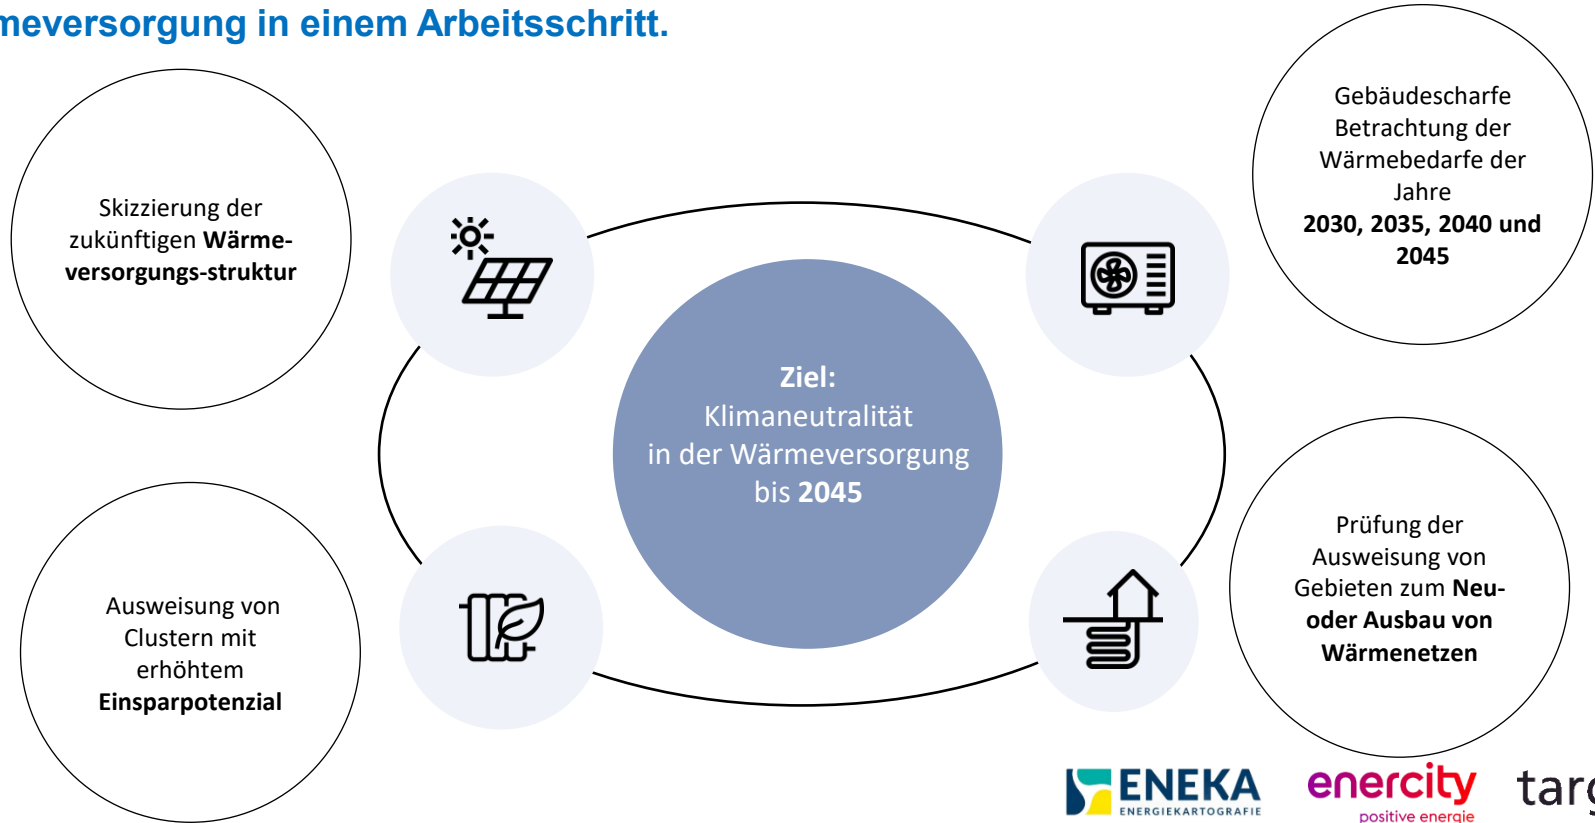 meversorgung in einem Arbeitsschritt.
Skizzierung der
zukünftigen Wärme-
versorgungs-struktur
Gebäudescharfe
Betrachtung der
Wärmebedarfe der
Jahre
2030, 2035, 2040 und
2045
Ziel:
Klimaneutralität
in der Wärmeversorgung
bis 2045
Ausweisung von
Clustern mit
erhöhtem
Einsparpotenzial
Prüfung der
Ausweisung von
Gebieten zum Neu-
oder Ausbau von
Wärmenetzen
ENEKA
ENERGIEKARTOGRAFIE
enercity
positive energie